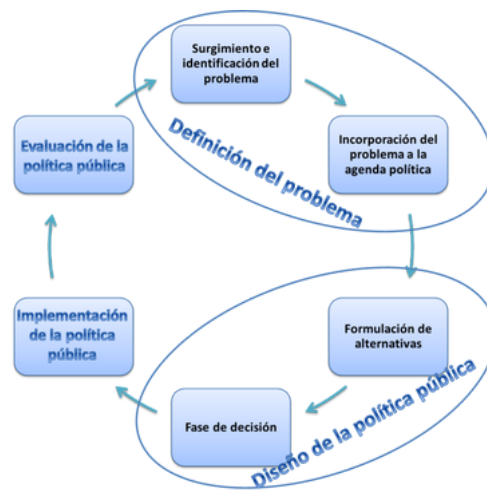 Surgimiento e
identificación del
problema
Definición del problema
Incorporación del
problema a la
agenda política
Formulación de
alternativas
Diseño de la política pública
Fase de decisión
Implementación
de la política
pública
Evaluación de la
política pública